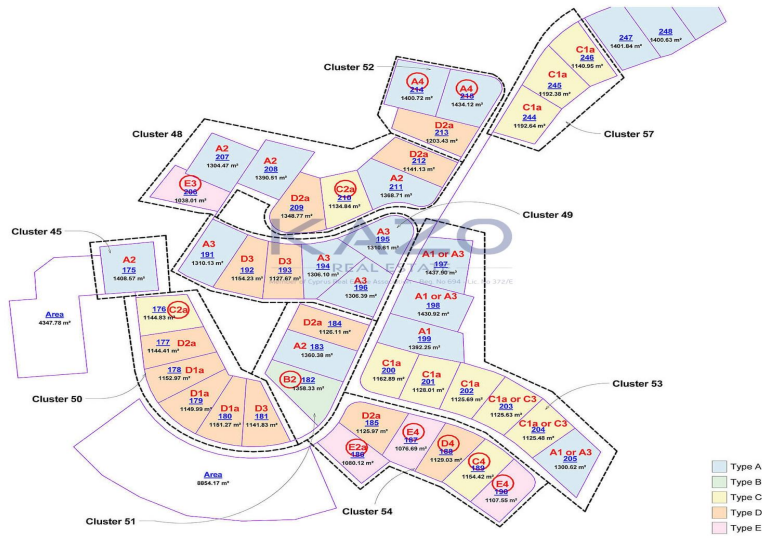 247
1401.84 m²
248
1400.63 m²
C1a
246
1140.95 m²
C1a
245
1192.38 m²
C1a
244
1192.64 m²
Cluster 57
Cluster 52
A4
214
1400.72 m²
A4
1434.12 m²
D2a
213
1203.43 m²
Cluster 48
A2
207
1304.47 m²
A2
208
1390.51 m²
E3
1038.01 m²
D2a
212
1141.13 m²
A2
211
1368.71 m²
C2a
210
1134.84 m²
D2a
209
1348.77 m²
Cluster 49
KAZO
REAL ESTATE
A3
195
1310.61 m²
A3
191
1310.13 m²
D3
192
1154.23 m²
D3
193
1127.67 m²
A3
194
1306.10 m²
A3
196
1300.39 m²
A1 or A3
197
1437.90 m²
A1 or A3
198
1430.92 m²
A1
199
1392.25 m²
Cluster 45
A2
175
1408.57 m²
Area
4347.78 m²
176
C2a
1144.83 m²
177
D2a
1144.41 m²
178
D1a
1152.97 m²
D1a
179
1149.99 m²
D1a
180
1151.27 m²
D3
181
1141.83 m²
Cluster 50
D2a
184
1126.11 m²
A2
183
1360.38 m²
B2
182
1358.33 m²
C1a
200
1162.89 m²
C1a
201
1128.01 m²
C1a
202
1125.69 m²
C1a or C3
203
1125.63 m²
C1a or C3
204
1125.48 m²
A1 or A3
205
1300.62 m²
Cluster 53
D2a
185
1125.97 m²
E2a
186
1080.12 m²
E4
187
1076.69 m²
D4
188
1129.03 m²
C4
189
1154.42 m²
E4
190
1107.55 m²
Area
8854.17 m²
Cluster 51
Cluster 54
Type A
Type B
Type C
Type D
Type E